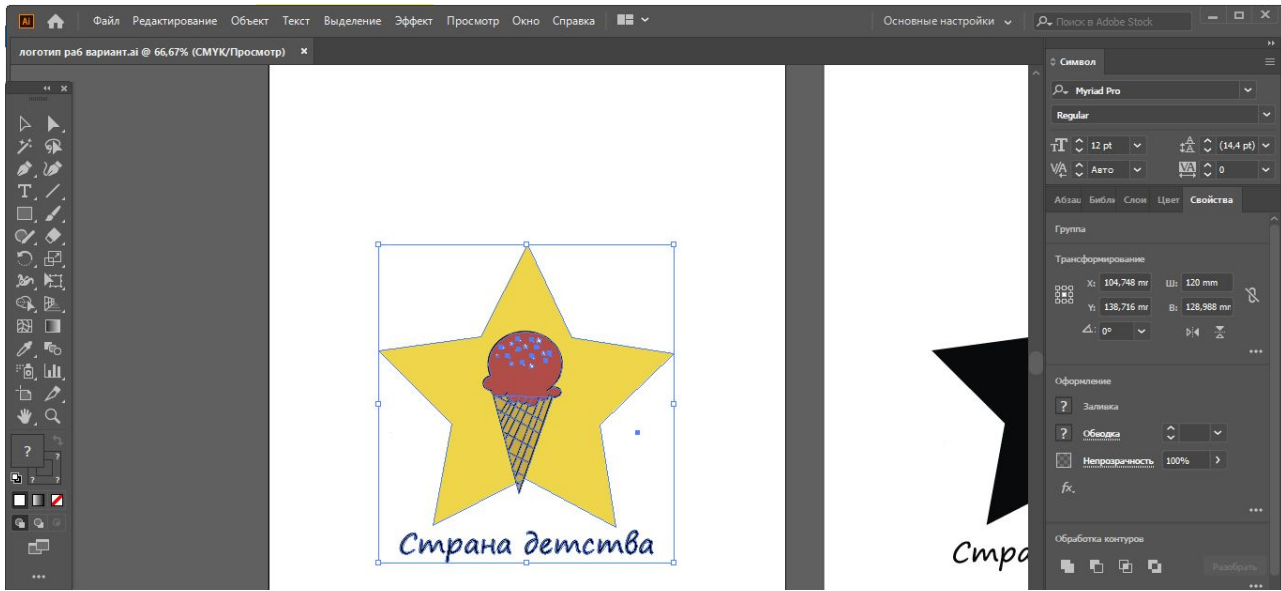 Ai Файл Редактирование Объект Текст Выделение Эффект Просмотр Окно Справка Основные настройки Поиск в Adobe Stock
логотип раб вариант.ai @ 66,67% (CMYK/Просмотр) ×
Символ
Myriad Pro
Regular
12 pt (14,4 pt)
Авто 0
Абзац Библи Слои Цвет Свойства
Группа
Трансформирование
X: 104,748 mr Ш: 120 mm
Y: 138,716 mr В: 128,988 mr
0°
Оформление
? Заливка
? Обводка
Непрозрачность 100%
fx.
Обработка контуров
Разобрать
Страна детства
Стра